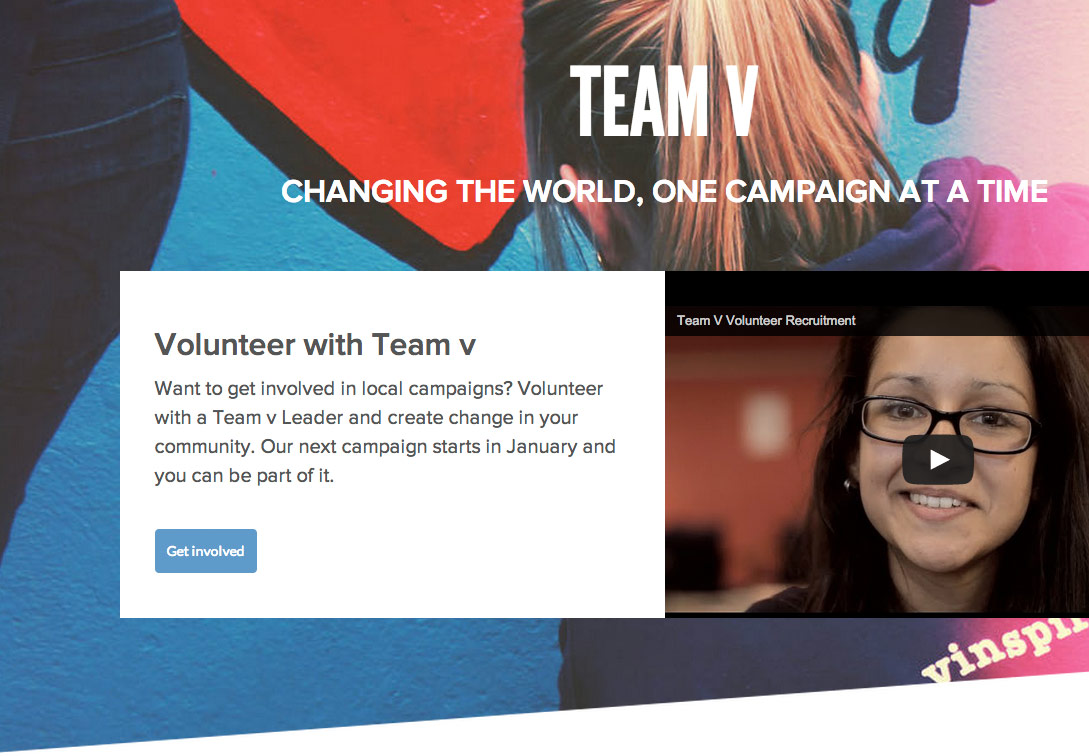 TEAM V
CHANGING THE WORLD, ONE CAMPAIGN AT A TIME
Volunteer with Team v
Want to get involved in local campaigns? Volunteer
with a Team v Leader and create change in your
community. Our next campaign starts in January and
you can be part of it.
Get involved
Team V Volunteer Recruitment